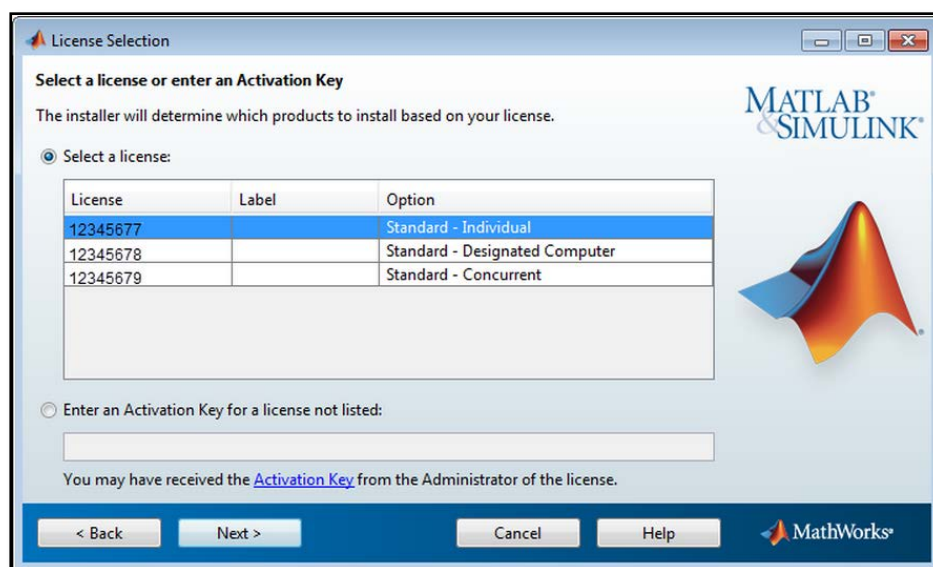 License Selection
Select a license or enter an Activation Key
The installer will determine which products to install based on your license.
MATLAB®
&SIMULINK®
Select a license:
License Label Option
12345677 Standard - Individual
12345678 Standard - Designated Computer
12345679 Standard - Concurrent
Enter an Activation Key for a license not listed:
You may have received the Activation Key from the Administrator of the license.
< Back Next > Cancel Help MathWorks®